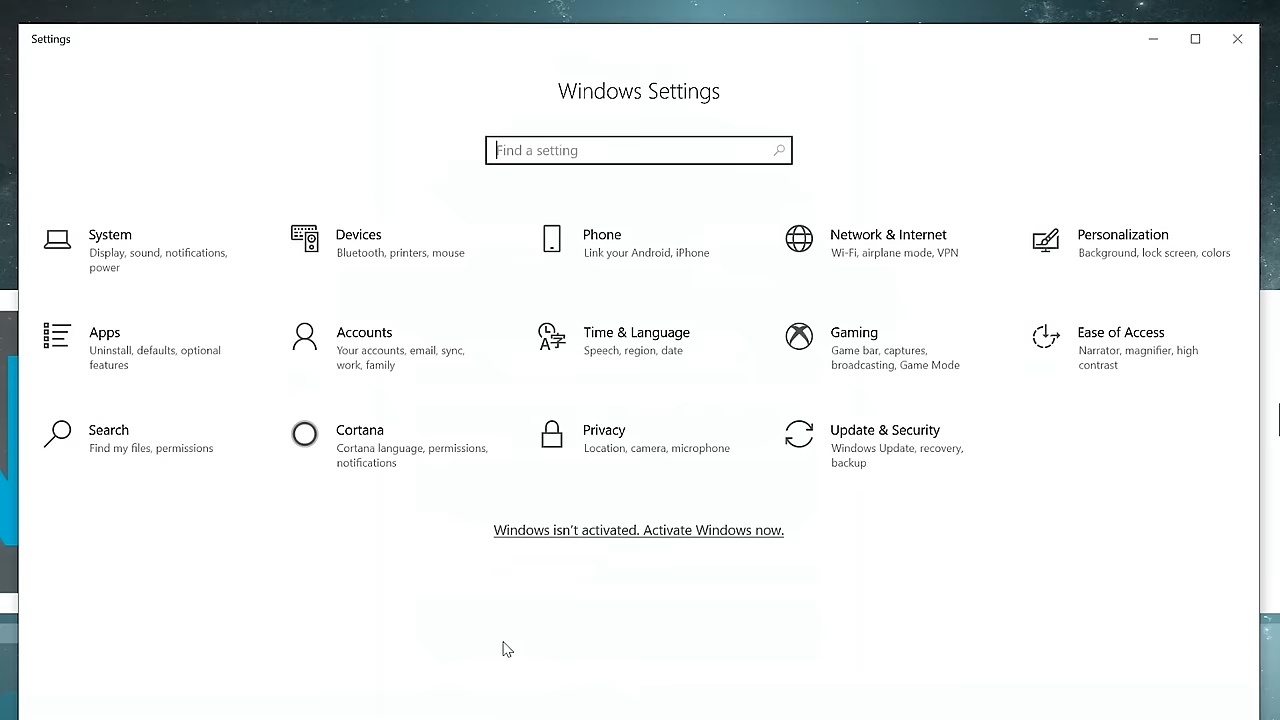 Settings
Windows Settings
Find a setting
System
Display, sound, notifications,
power
Devices
Bluetooth, printers, mouse
Phone
Link your Android, iPhone
Network & Internet
Wi-Fi, airplane mode, VPN
Personalization
Background, lock screen, colors
Apps
Uninstall, defaults, optional
features
Accounts
Your accounts, email, sync,
work, family
Time & Language
Speech, region, date
Gaming
Game bar, captures,
broadcasting, Game Mode
Ease of Access
Narrator, magnifier, high
contrast
Search
Find my files, permissions
Cortana
Cortana language, permissions,
notifications
Privacy
Location, camera, microphone
Update & Security
Windows Update, recovery,
backup
Windows isn't activated. Activate Windows now.